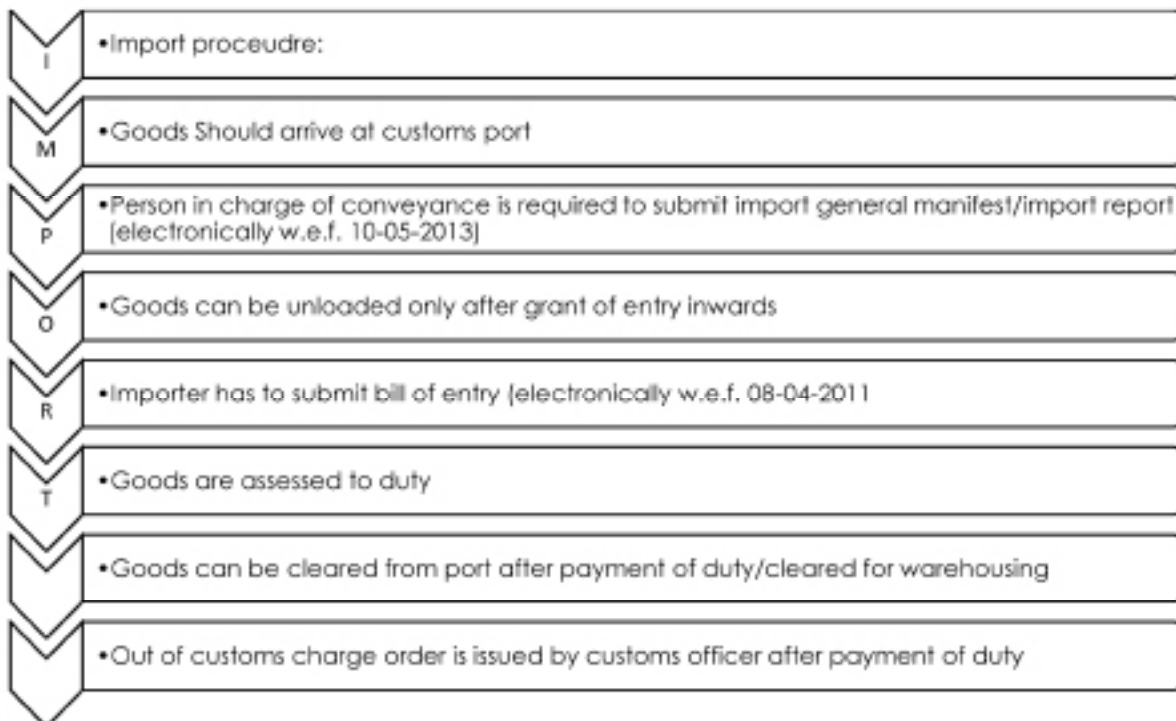 I
•Import proceudre:
M
•Goods Should arrive at customs port
P
•Person in charge of conveyance is required to submit import general manifest/import report
(electronically w.e.f. 10-05-2013)
O
•Goods can be unloaded only after grant of entry inwards
R
•Importer has to submit bill of entry (electronically w.e.f. 08-04-2011
T
•Goods are assessed to duty
•Goods can be cleared from port after payment of duty/cleared for warehousing
•Out of customs charge order is issued by customs officer after payment of duty